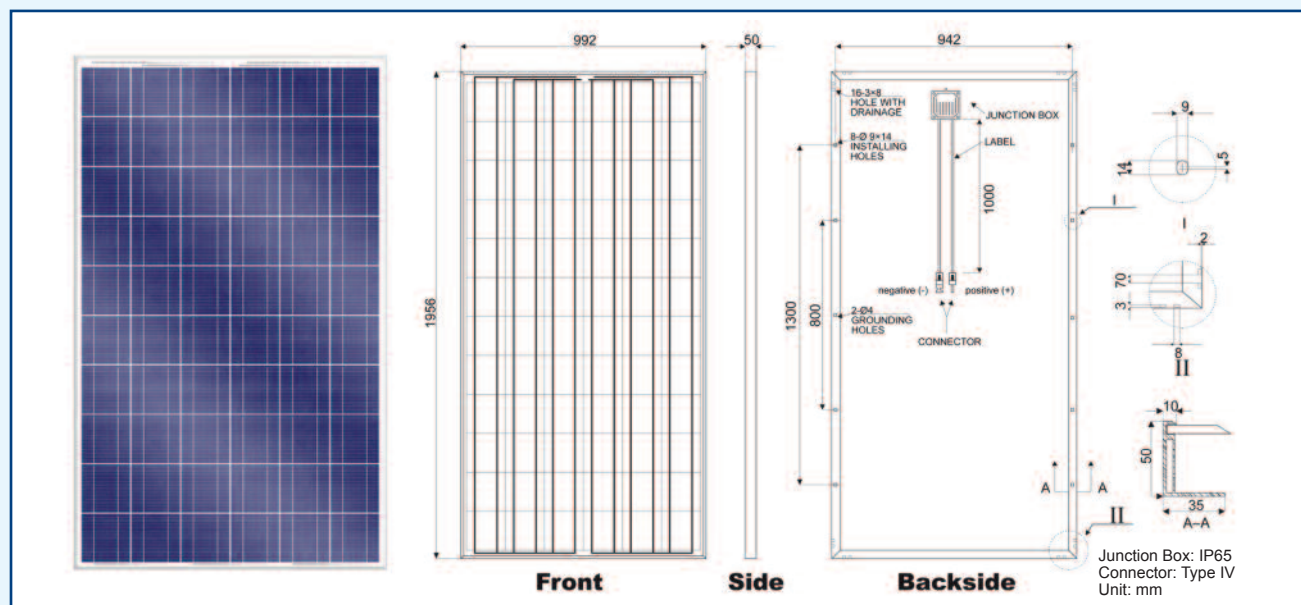 992
50
942
1956
16-3×8
HOLE WITH
DRAINAGE
8-Ø 9×14
INSTALLING
HOLES
JUNCTION BOX
LABEL
1000
1300
800
negative (-)
positive (+)
2-Ø4
GROUNDING
HOLES
CONNECTOR
A
A
I
II
9
14
5
I
2
70
3
8
II
10
50
35
A–A
Front
Side
Backside
Junction Box: IP65
Connector: Type IV
Unit: mm